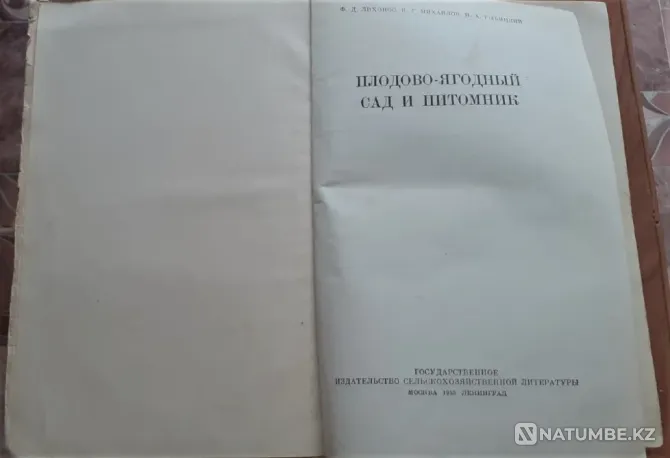 Ф. Д. В. Г. М. А.
ПЛОДОВО-ЯГОДНЫЙ
САД И ПИТОМНИК
ГОСУДАРСТВЕННОЕ
ИЗДАТЕЛЬСТВО СЕЛЬСКОХОЗЯЙСТВЕННОЙ ЛИТЕРАТУРЫ
МОСКВА ЛЕНИНГРАД
NATUMBE.KZ